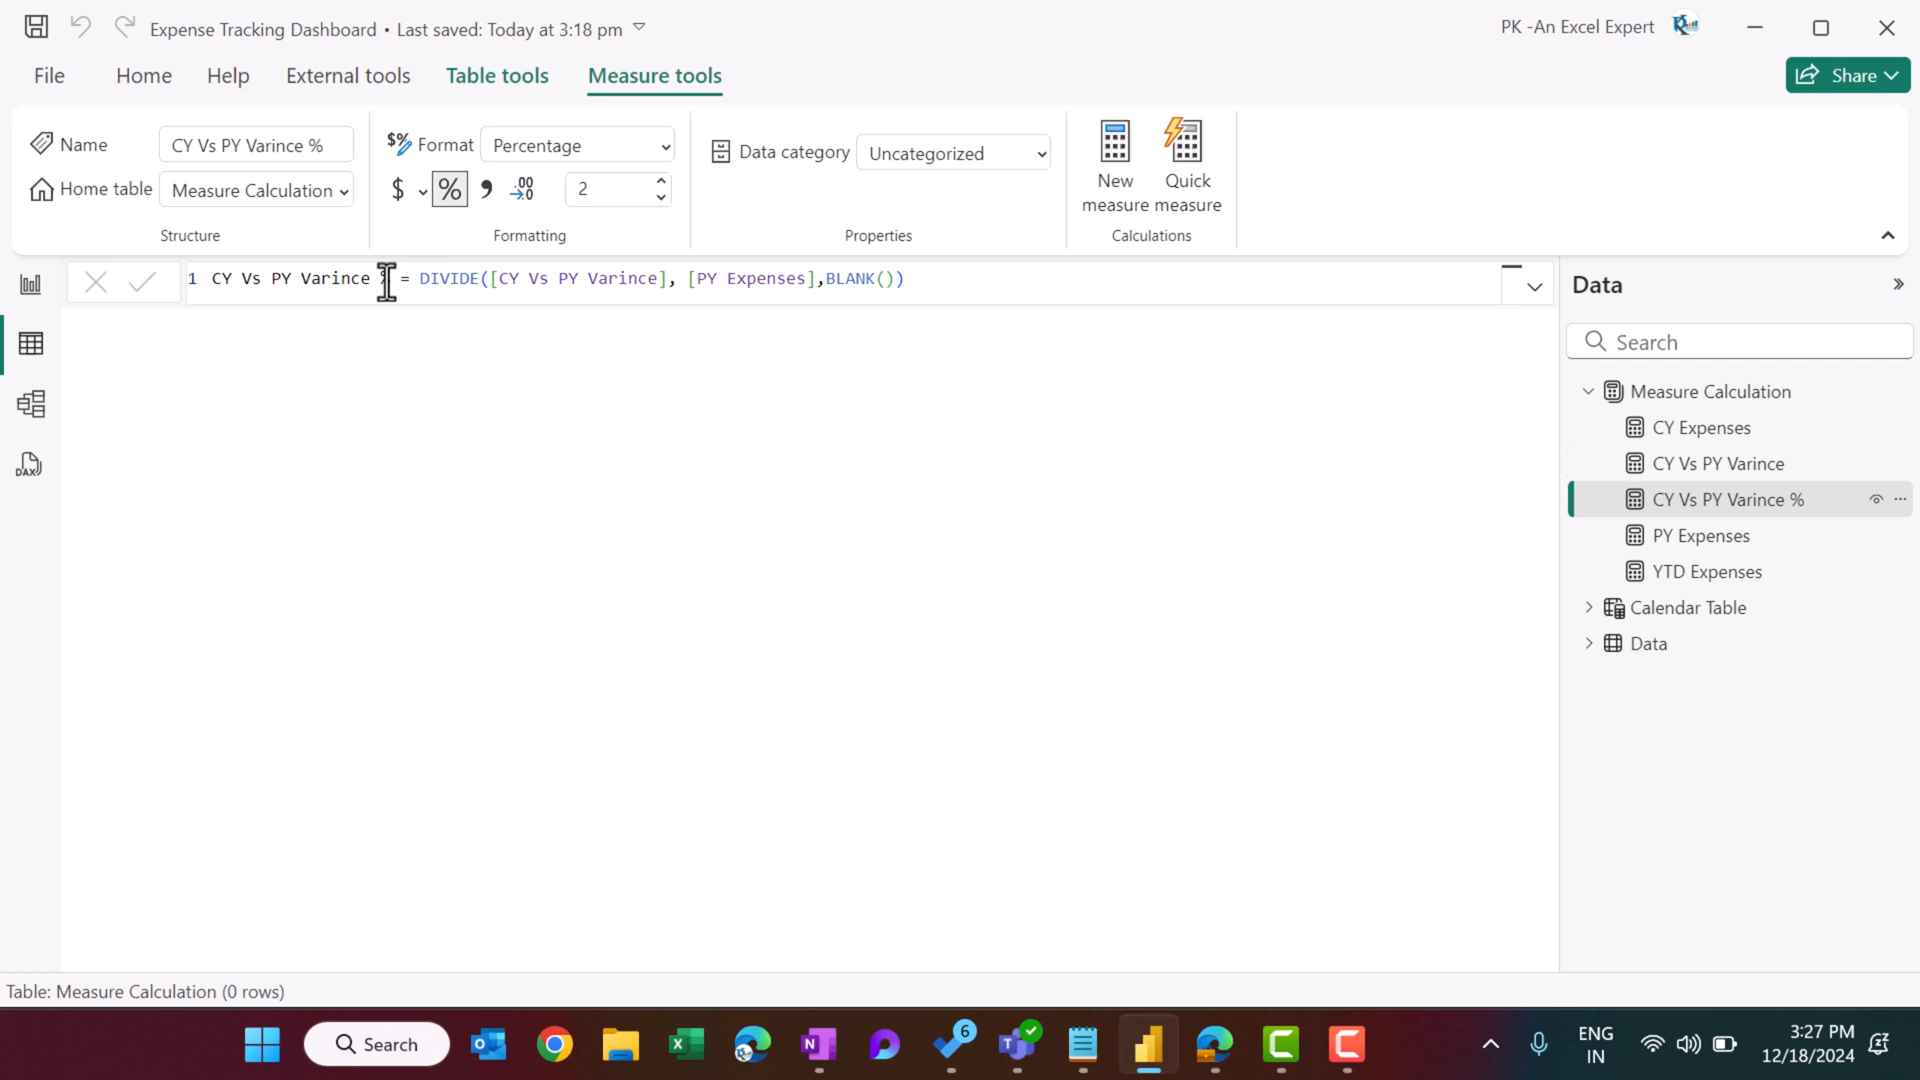 Expense Tracking Dashboard • Last saved: Today at 3:18 pm
PK -An Excel Expert
File
Home
Help
External tools
Table tools
Measure tools
Share
Name
CY Vs PY Varince %
Home table
Measure Calculation
Structure
$% Format
Percentage
$
%
,
.00
→.0
2
Formatting
Data category
Uncategorized
Properties
New
measure
Quick
measure
Calculations
1 CY Vs PY Varince % = DIVIDE([CY Vs PY Varince], [PY Expenses],BLANK())
Data
Search
Measure Calculation
CY Expenses
CY Vs PY Varince
CY Vs PY Varince %
PY Expenses
YTD Expenses
Calendar Table
Data
DAX
Table: Measure Calculation (0 rows)
Search
6
ENG
IN
3:27 PM
12/18/2024